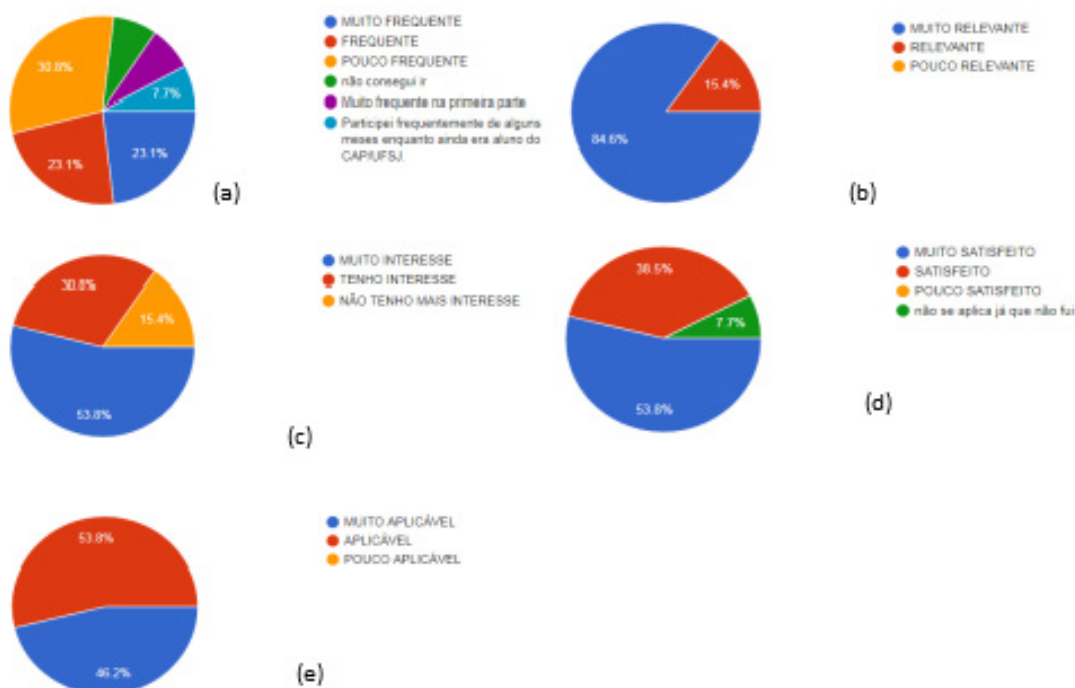 MUITO FREQUENTE
FREQUENTE
POUCO FREQUENTE
não consegui ir
Muito frequente na primeira parte
Participei frequentemente de alguns
meses enquanto ainda era aluno do
CAP/UFSJ.
30.8%
7.7%
23.1%
23.1%
(a)
MUITO RELEVANTE
RELEVANTE
POUCO RELEVANTE
15.4%
84.6%
(b)
MUITO INTERESSE
TENHO INTERESSE
NÃO TENHO MAIS INTERESSE
30.8%
15.4%
53.8%
(c)
MUITO SATISFEITO
SATISFEITO
POUCO SATISFEITO
não se aplica já que não fui
38.5%
7.7%
53.8%
(d)
MUITO APLICÁVEL
APLICÁVEL
POUCO APLICÁVEL
53.8%
46.2%
(e)